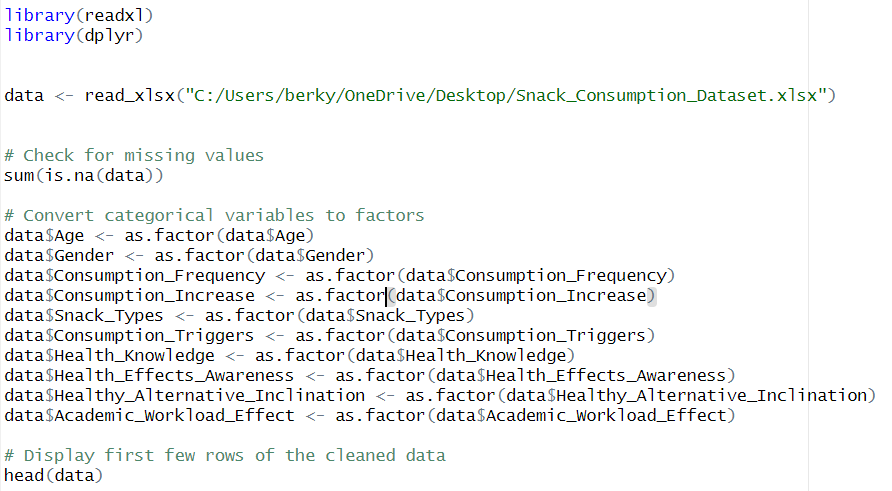 library(readxl)
library(dplyr)
data <- read_xlsx("C:/Users/berky/OneDrive/Desktop/Snack_Consumption_Dataset.xlsx")
# Check for missing values
sum(is.na(data))
# Convert categorical variables to factors
data$Age <- as.factor(data$Age)
data$Gender <- as.factor(data$Gender)
data$Consumption_Frequency <- as.factor(data$Consumption_Frequency)
data$Consumption_Increase <- as.factor(data$Consumption_Increase)
data$Snack_Types <- as.factor(data$Snack_Types)
data$Consumption_Triggers <- as.factor(data$Consumption_Triggers)
data$Health_Knowledge <- as.factor(data$Health_Knowledge)
data$Health_Effects_Awareness <- as.factor(data$Health_Effects_Awareness)
data$Healthy_Alternative_Inclination <- as.factor(data$Healthy_Alternative_Inclination)
data$Academic_Workload_Effect <- as.factor(data$Academic_Workload_Effect)
# Display first few rows of the cleaned data
head(data)